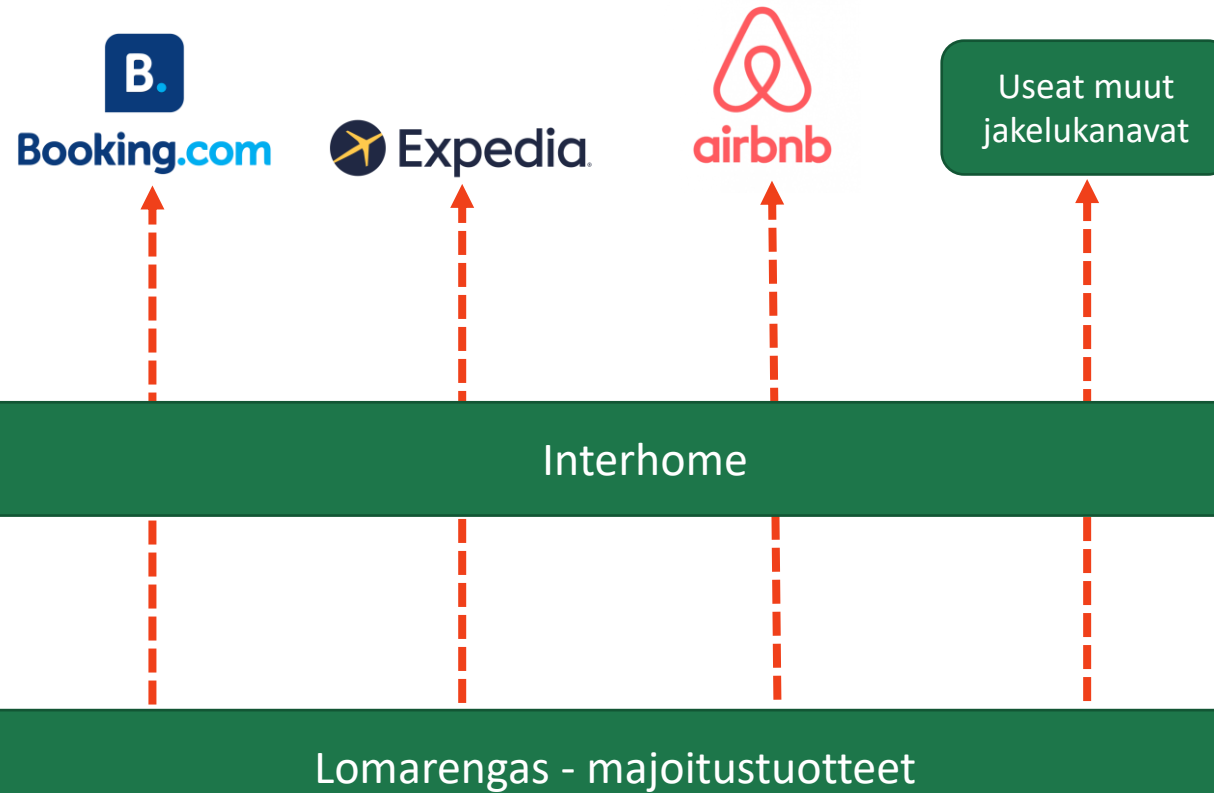 B.
Booking.com
Expedia
airbnb
Useat muut
jakelukanavat
Interhome
Lomarengas - majoitustuotteet